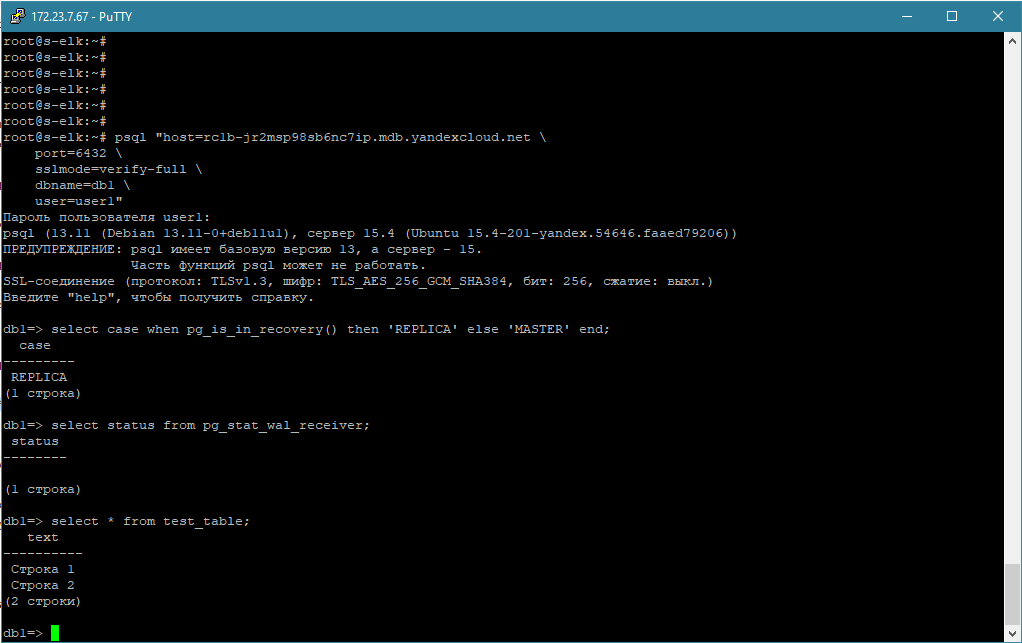 172.23.7.67 - PuTTY
root@s-elk:~#
root@s-elk:~#
root@s-elk:~#
root@s-elk:~#
root@s-elk:~#
root@s-elk:~#
root@s-elk:~# psql "host=rc1b-jr2msp98sb6nc7ip.mdb.yandexcloud.net \
    port=6432 \
    sslmode=verify-full \
    dbname=db1 \
    user=user1"
Пароль пользователя user1:
psql (13.11 (Debian 13.11-0+deb11u1), сервер 15.4 (Ubuntu 15.4-201-yandex.54646.faaed79206))
ПРЕДУПРЕЖДЕНИЕ: psql имеет базовую версию 13, а сервер - 15.
                Часть функций psql может не работать.
SSL-соединение (протокол: TLSv1.3, шифр: TLS_AES_256_GCM_SHA384, бит: 256, сжатие: выкл.)
Введите "help", чтобы получить справку.
db1=> select case when pg_is_in_recovery() then 'REPLICA' else 'MASTER' end;
  case
---------
 REPLICA
(1 строка)
db1=> select status from pg_stat_wal_receiver;
 status
--------
(1 строка)
db1=> select * from test_table;
   text
----------
 Строка 1
 Строка 2
(2 строки)
db1=>